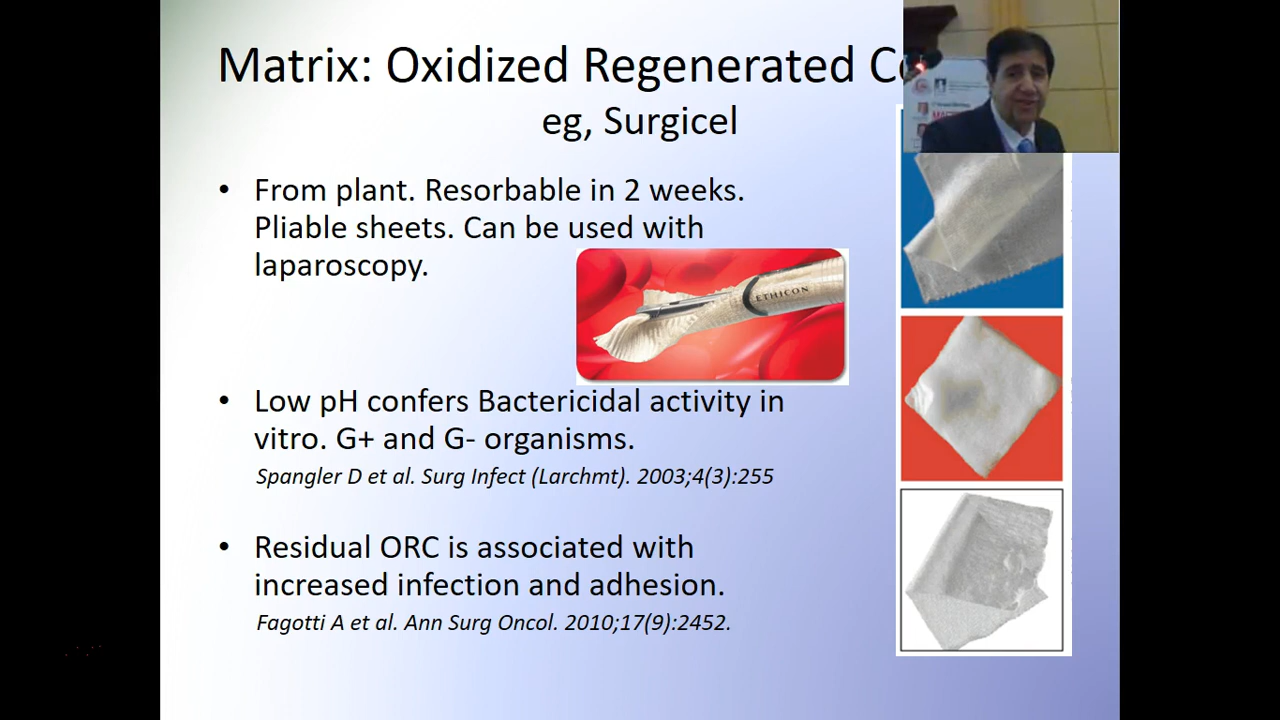 Matrix: Oxidized Regenerated
eg, Surgicel
• From plant. Resorbable in 2 weeks.
Pliable sheets. Can be used with
laparoscopy.
ETHICON
• Low pH confers Bactericidal activity in
vitro. G+ and G- organisms.
Spangler D et al. Surg Infect (Larchmt). 2003;4(3):255
• Residual ORC is associated with
increased infection and adhesion.
Fagotti A et al. Ann Surg Oncol. 2010;17(9):2452.